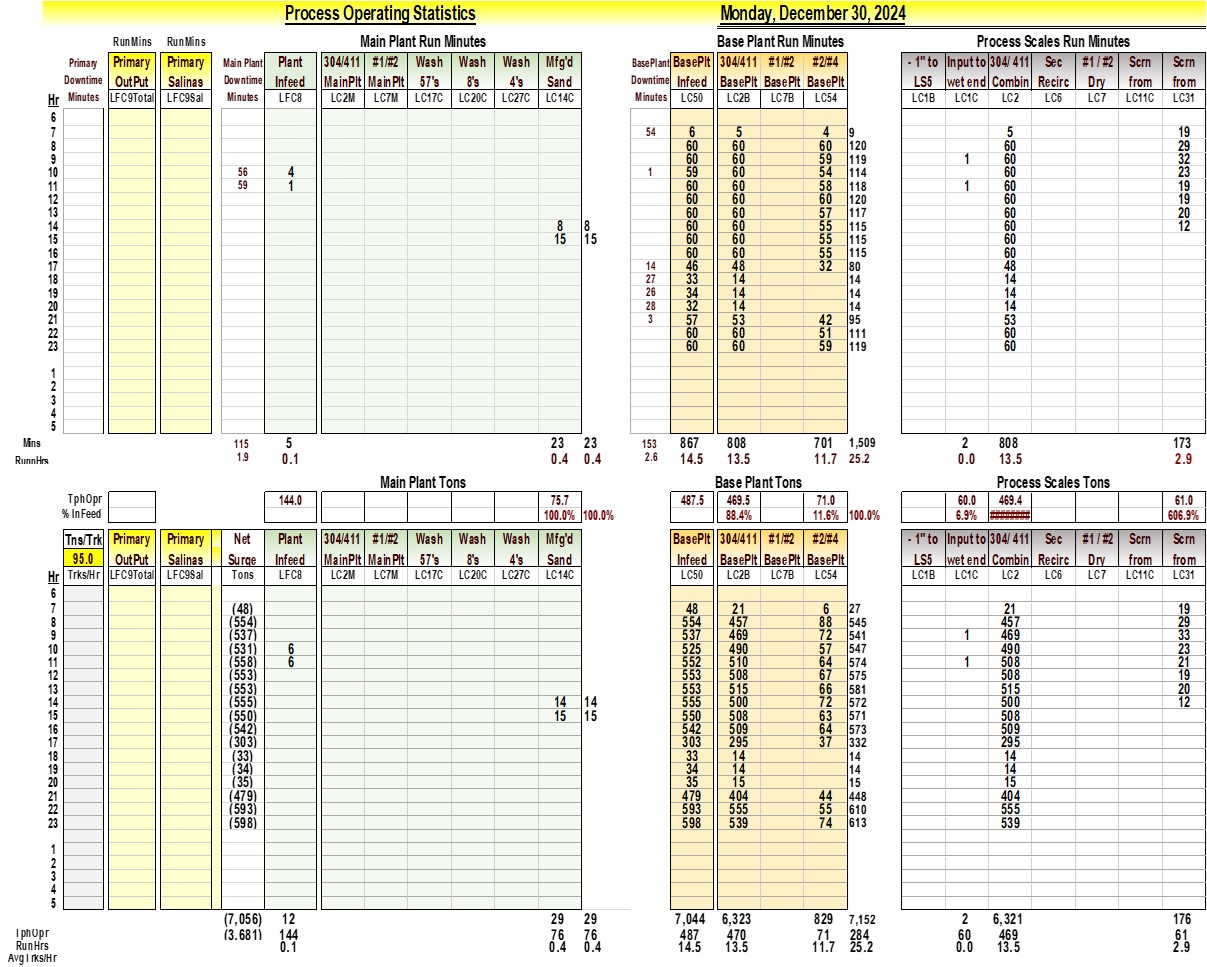 Process Operating Statistics Monday, December 30, 2024
RunMins RunMins Main Plant Run Minutes Base Plant Run Minutes Process Scales Run Minutes
Primary Primary Primary Main Plant Plant 304/411 #1/#2 Wash Wash Wash Mfg'd BasePlant BasePlt 304/411 #1/#2 #2/#4 - 1" to Input to 304/ 411 Sec #1 / #2 Scrn Scrn
Downtime OutPut Salinas Downtime Infeed MainPlt MainPlt 57's 8's 4's Sand Downtime Infeed BasePlt BasePlt BasePlt LS5 wet end Combin Recirc Dry from from
Hr Minutes LFC9Total LFC9Sal Minutes LFC8 LC2M LC7M LC17C LC20C LC27C LC14C Minutes LC50 LC2B LC7B LC54 LC1B LC1C LC2 LC6 LC7 LC11C LC31
6
7 54 6 5 4 9 5 19
8 60 60 60 120 60 29
9 60 60 59 119 1 60 32
10 56 4 1 59 60 54 114 60 23
11 59 1 60 60 58 118 1 60 19
12 60 60 60 120 60 19
13 60 60 57 117 60 20
14 8 8 60 60 55 115 60 12
15 15 15 60 60 55 115 60
16 60 60 55 115 60
17 14 46 48 32 80 48
18 27 33 14 14 14
19 26 34 14 14 14
20 28 32 14 14 14
21 3 57 53 42 95 53
22 60 60 51 111 60
23 60 60 59 119 60
1
2
3
4
5
Mins 115 5 23 23 153 867 808 701 1,509 2 808 173
RunnHrs 1.9 0.1 0.4 0.4 2.6 14.5 13.5 11.7 25.2 0.0 13.5 2.9
Main Plant Tons Base Plant Tons Process Scales Tons
TphOpr 144.0 75.7 487.5 469.5 71.0 60.0 469.4 61.0
% InFeed 100.0% 100.0% 88.4% 11.6% 100.0% 6.9% ######## 606.9%
Tns/Trk Primary Primary Net Plant 304/411 #1/#2 Wash Wash Wash Mfg'd BasePlt 304/411 #1/#2 #2/#4 - 1" to Input to 304/ 411 Sec #1 / #2 Scrn Scrn
95.0 OutPut Salinas Surge Infeed MainPlt MainPlt 57's 8's 4's Sand Infeed BasePlt BasePlt BasePlt LS5 wet end Combin Recirc Dry from from
Hr Trks/Hr LFC9Total LFC9Sal Tons LFC8 LC2M LC7M LC17C LC20C LC27C LC14C LC50 LC2B LC7B LC54 LC1B LC1C LC2 LC6 LC7 LC11C LC31
6
7 (48) 48 21 6 27 21 19
8 (554) 554 457 88 545 457 29
9 (537) 537 469 72 541 1 469 33
10 (531) 6 525 490 57 547 490 23
11 (558) 6 552 510 64 574 1 508 21
12 (553) 553 508 67 575 508 19
13 (553) 553 515 66 581 515 20
14 (555) 14 14 555 500 72 572 500 12
15 (550) 15 15 550 508 63 571 508
16 (542) 542 509 64 573 509
17 (303) 303 295 37 332 295
18 (33) 33 14 14 14
19 (34) 34 14 14 14
20 (35) 35 15 15 15
21 (479) 479 404 44 448 404
22 (593) 593 555 55 610 555
23 (598) 598 539 74 613 539
1
2
3
4
5
(7,056) 12 29 29 7,044 6,323 829 7,152 2 6,321 176
TphOpr (3,681) 144 76 76 487 470 71 284 60 469 61
RunHrs 0.1 0.4 0.4 14.5 13.5 11.7 25.2 0.0 13.5 2.9
Avg Trks/Hr